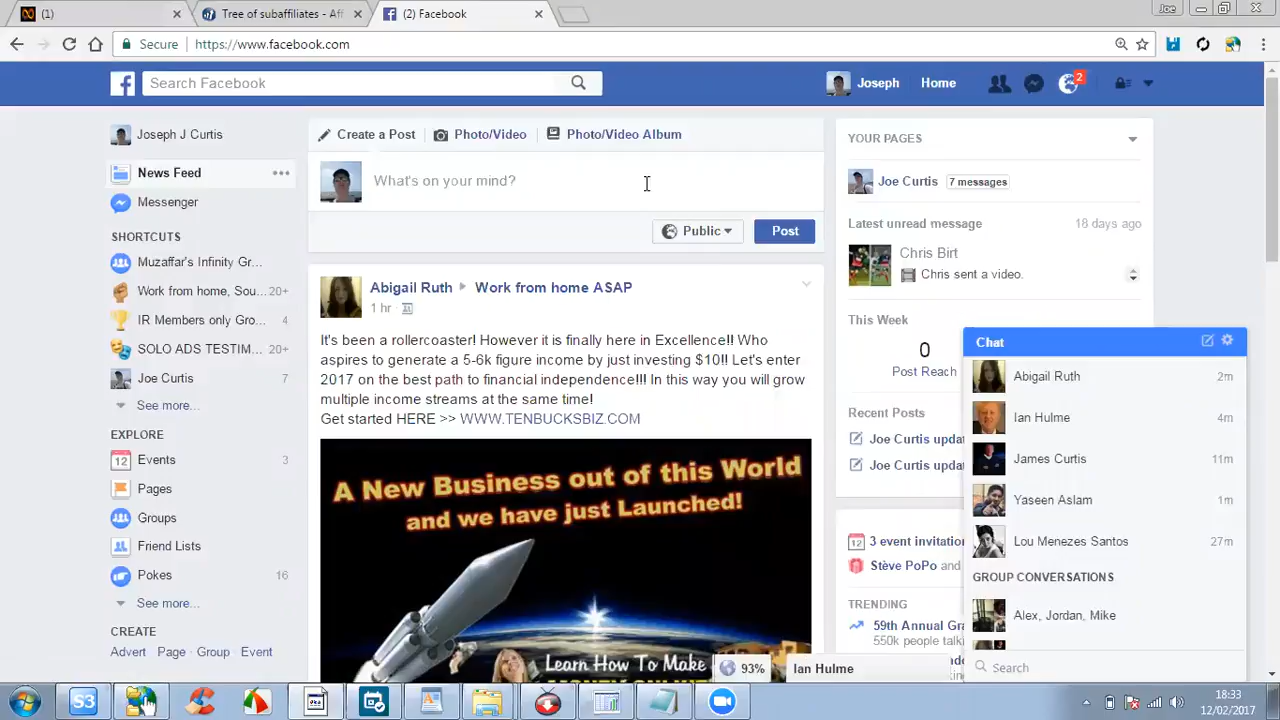 (1)
Tree of subaffiliates - Aff
(2) Facebook
Joe
Secure
https://www.facebook.com
Search Facebook
Joseph
Home
2
Joseph J Curtis
News Feed
Messenger
SHORTCUTS
Muzaffar's Infinity Gr...
Work from home, Sou... 20+
IR Members only Gro... 4
SOLO ADS TESTIM... 20+
Joe Curtis 7
See more...
EXPLORE
12 Events 3
Pages
Groups
Friend Lists
Pokes 16
See more...
CREATE
Advert Page Group Event
Create a Post Photo/Video Photo/Video Album
What's on your mind?
Public Post
Abigail Ruth Work from home ASAP
1 hr
It's been a rollercoaster! However it is finally here in Excellence!! Who
aspires to generate a 5-6k figure income by just investing $10!! Let's enter
2017 on the best path to financial independence!!! In this way you will grow
multiple income streams at the same time!
Get started HERE >> WWW.TENBUCKSBIZ.COM
A New Business out of this World
and we have just Launched!
Learn How To Make
YOUR PAGES
Joe Curtis 7 messages
Latest unread message 18 days ago
Chris Birt
Chris sent a video.
This Week
0
Post Reach
Recent Posts
Joe Curtis upda
Joe Curtis upda
12 3 event invitation
Stève PoPo and
TRENDING
59th Annual Gra
550k people talk
Chat
Abigail Ruth 2m
Ian Hulme 4m
James Curtis 11m
Yaseen Aslam 1m
Lou Menezes Santos 27m
GROUP CONVERSATIONS
Alex, Jordan, Mike
Search
93%
Ian Hulme
S3
18:33
12/02/2017